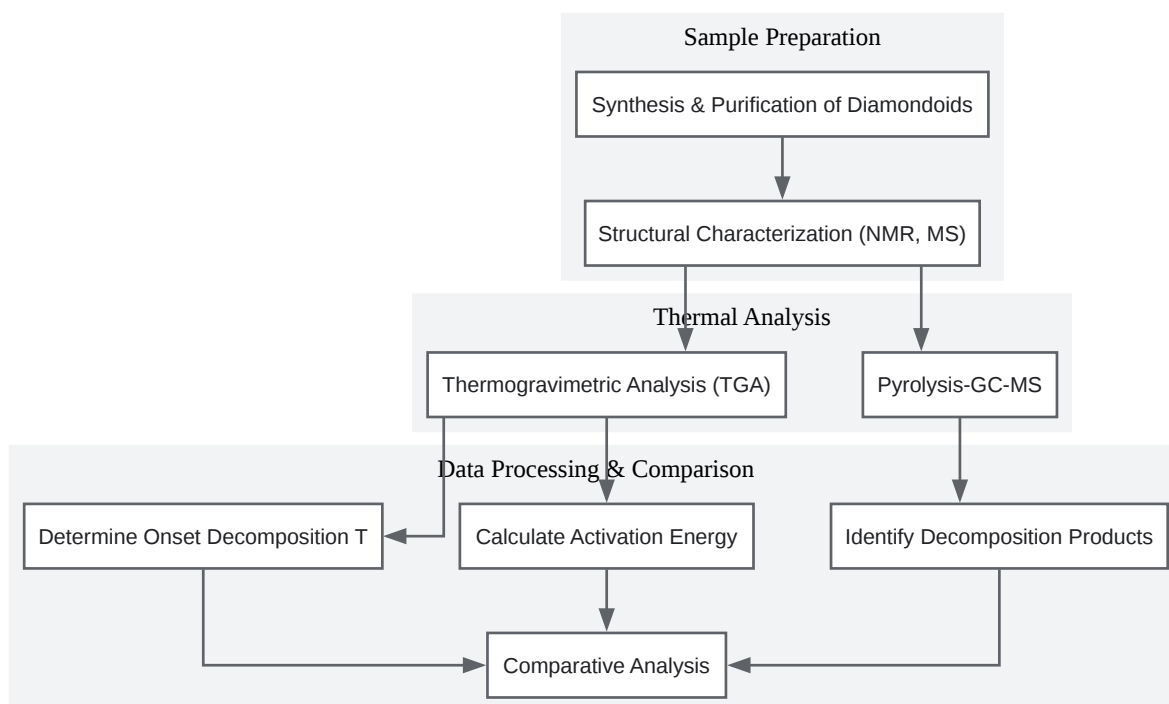 Sample Preparation
Synthesis & Purification of Diamondoids
Structural Characterization (NMR, MS)
Thermal Analysis
Thermogravimetric Analysis (TGA)
Pyrolysis-GC-MS
Data Processing & Comparison
Determine Onset Decomposition T
Calculate Activation Energy
Identify Decomposition Products
Comparative Analysis